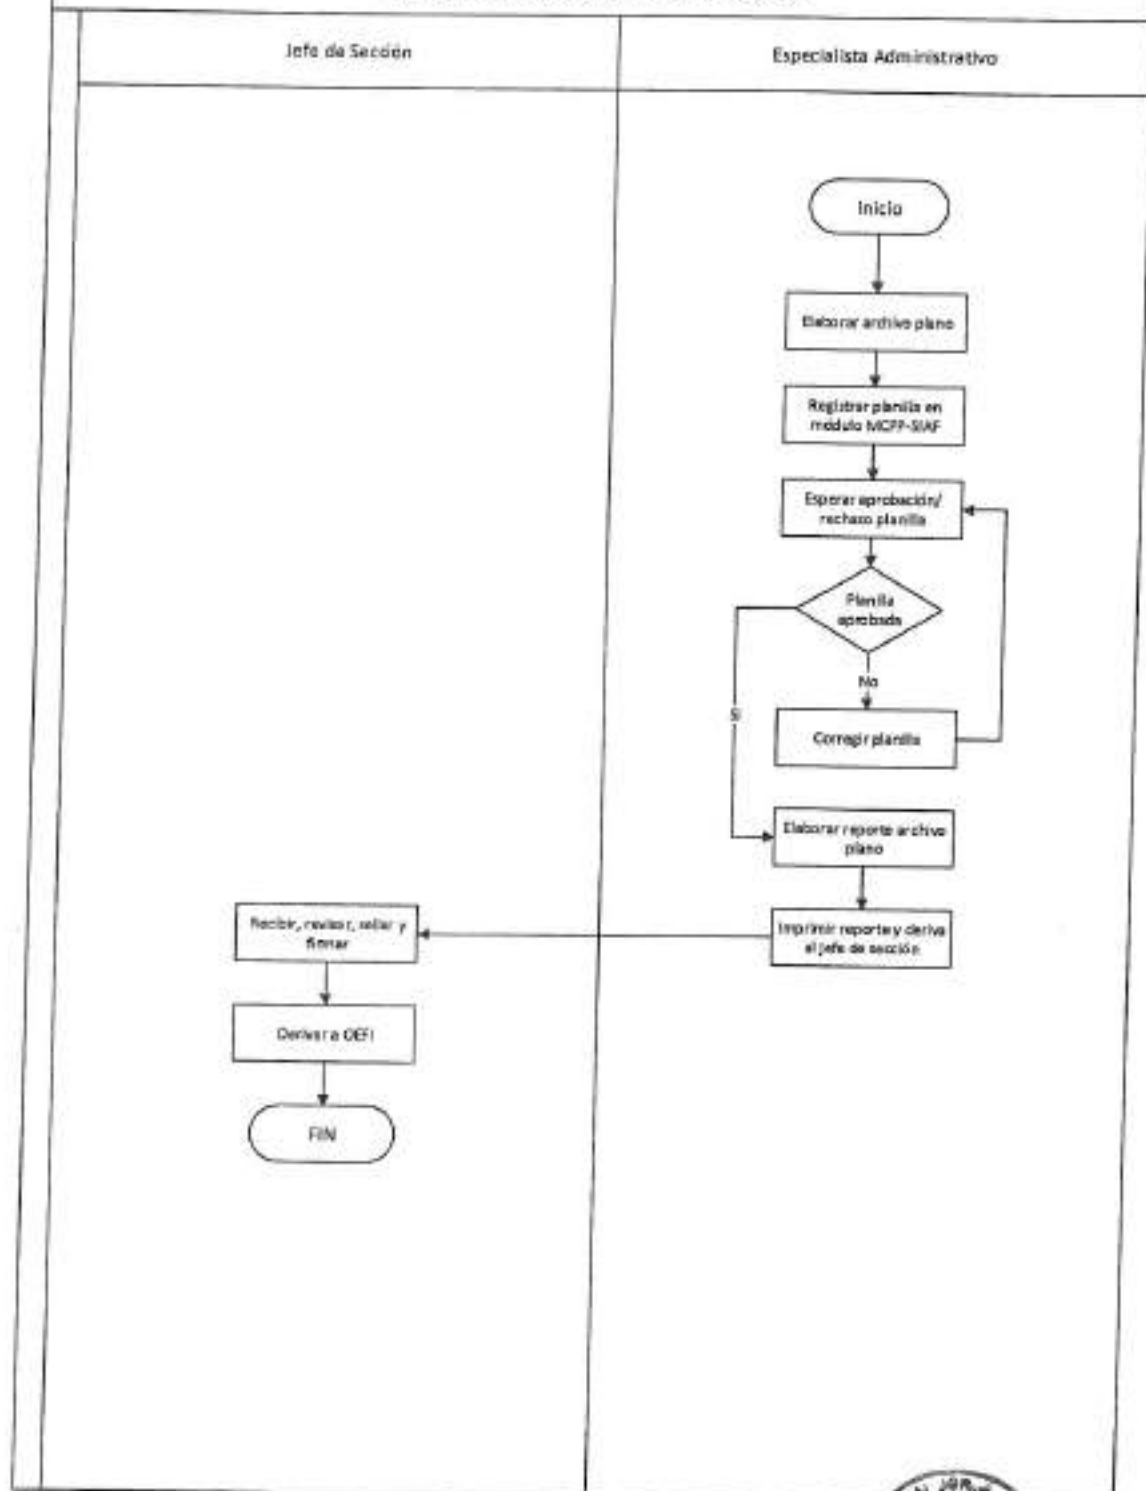 Jefe de Sección
Especialista Administrativo
Inicio
Elaborar archivo plano
Registrar planilla en
módulo MCPP-SIAF
Esperar aprobación/
rechazo planilla
Planilla
aprobada
No
Si
Corregir planilla
Elaborar reporte archivo
plano
Imprimir reporte y deriva
al jefe de sección
Recibir, revisar, sellar y
firmar
Derivar a OEFI
FIN